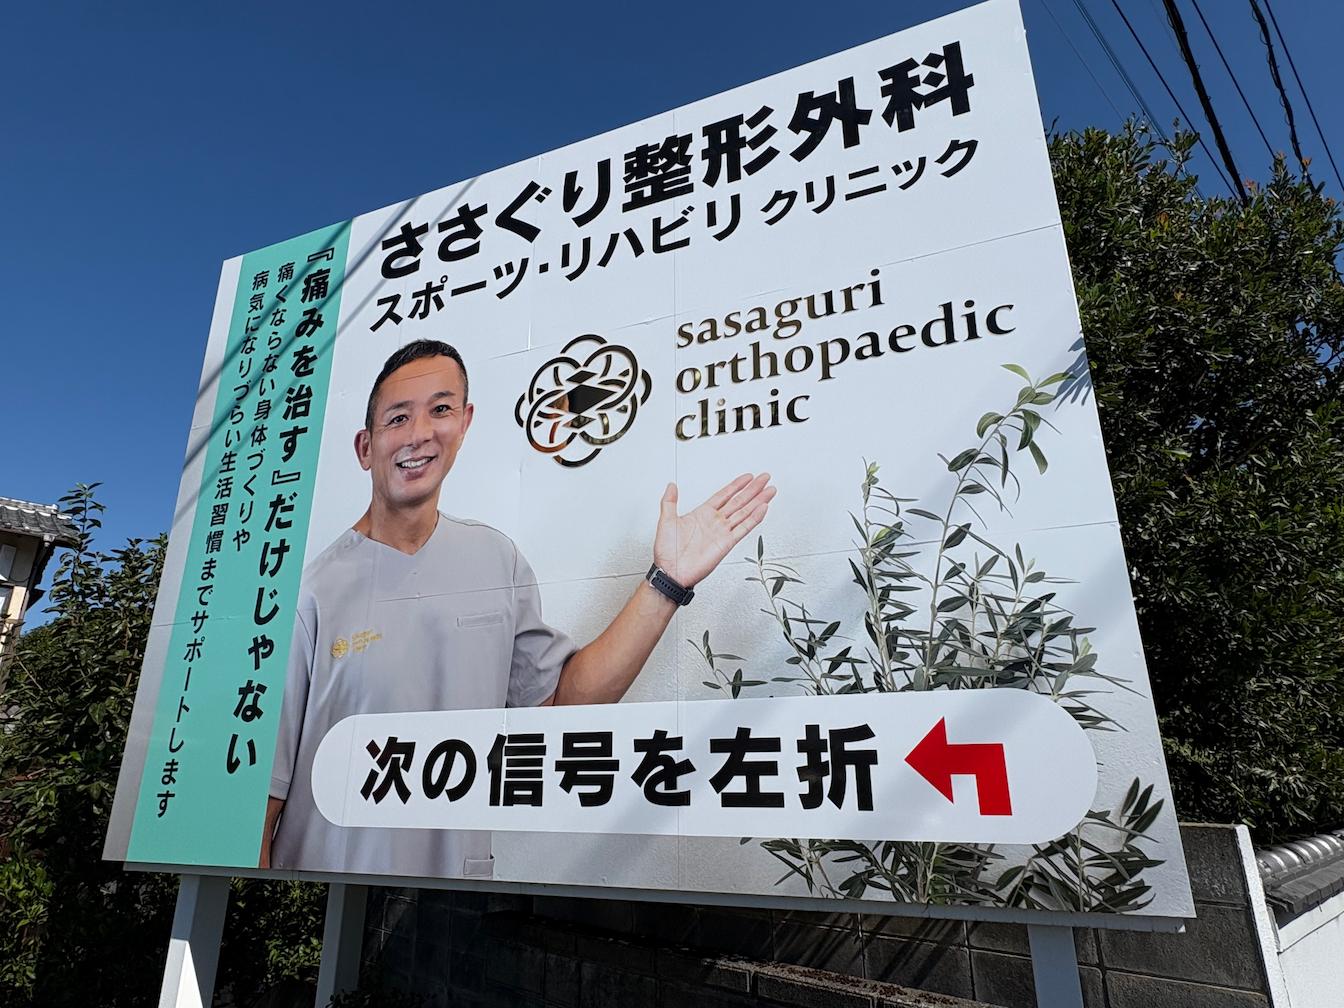 ささぐり整形外科
スポーツ・リハビリ クリニック
sasaguri
orthopaedic
clinic
『痛みを治す』だけじゃない
痛くならない身体づくりや
病気になりづらい生活習慣までサポートします
次の信号を左折